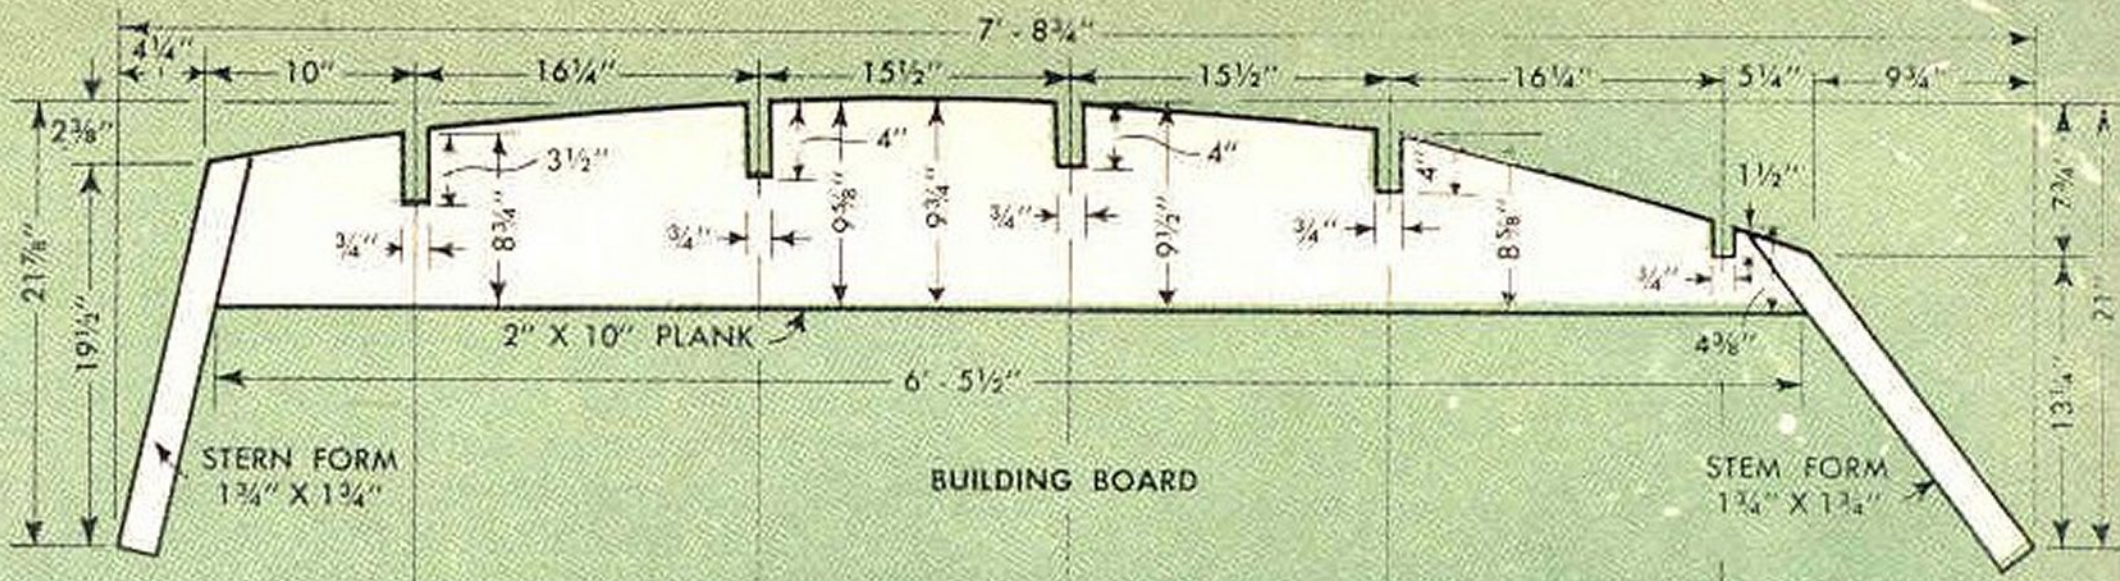 7' - 8¾"
4¼" 10" 16¼" 15½" 15½" 16¼" 5¼" 9¾"
2⅜"
3½" 4" 4" 4" 1½"
21⅞" 19½" 8¾" 9⅝" 9¾" 9½" 8⅝" 7¾" 21"
¾" ¾" ¾" ¾" ¾"
2" X 10" PLANK
4⅜"
6' - 5½"
13¼"
STERN FORM
1¾" X 1¾"
BUILDING BOARD
STEM FORM
1¾" X 1¾"